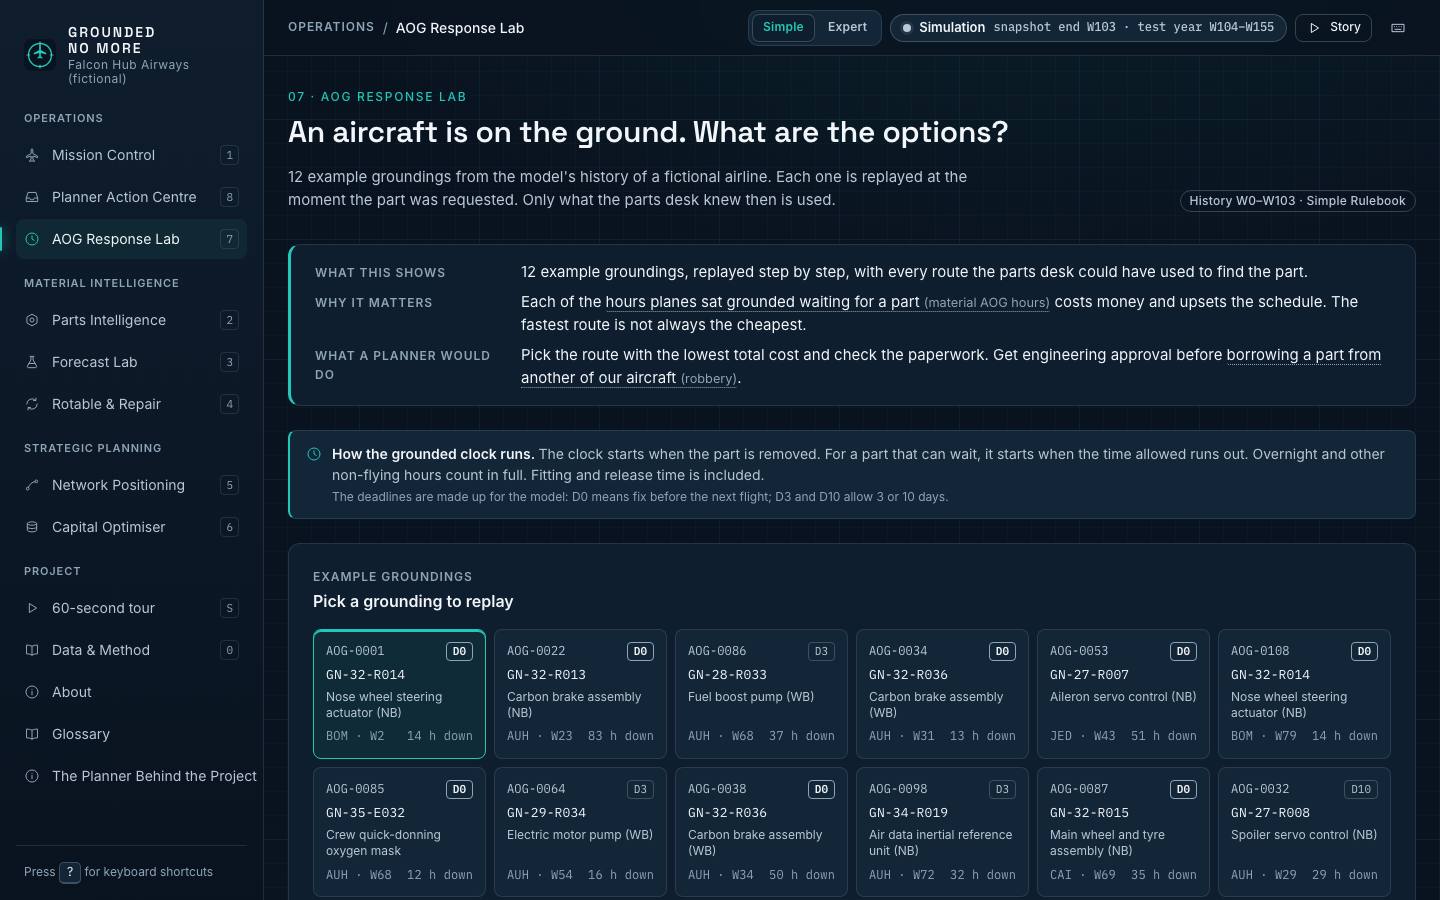 GROUNDED
NO MORE
Falcon Hub Airways
(fictional)
OPERATIONS
Mission Control 1
Planner Action Centre 8
AOG Response Lab 7
MATERIAL INTELLIGENCE
Parts Intelligence 2
Forecast Lab 3
Rotable & Repair 4
STRATEGIC PLANNING
Network Positioning 5
Capital Optimiser 6
PROJECT
60-second tour S
Data & Method 0
About
Glossary
The Planner Behind the Project
Press ? for keyboard shortcuts
OPERATIONS / AOG Response Lab
Simple Expert
Simulation snapshot end W103 · test year W104–W155
Story
07 · AOG RESPONSE LAB
An aircraft is on the ground. What are the options?
12 example groundings from the model's history of a fictional airline. Each one is replayed at the
moment the part was requested. Only what the parts desk knew then is used.
History W0–W103 · Simple Rulebook
WHAT THIS SHOWS
12 example groundings, replayed step by step, with every route the parts desk could have used to find the part.
WHY IT MATTERS
Each of the hours planes sat grounded waiting for a part (material AOG hours) costs money and upsets the schedule. The
fastest route is not always the cheapest.
WHAT A PLANNER WOULD
DO
Pick the route with the lowest total cost and check the paperwork. Get engineering approval before borrowing a part from
another of our aircraft (robbery).
How the grounded clock runs. The clock starts when the part is removed. For a part that can wait, it starts when the time allowed runs out. Overnight and other
non-flying hours count in full. Fitting and release time is included.
The deadlines are made up for the model: D0 means fix before the next flight; D3 and D10 allow 3 or 10 days.
EXAMPLE GROUNDINGS
Pick a grounding to replay
AOG-0001 D0
GN-32-R014
Nose wheel steering
actuator (NB)
BOM · W2 14 h down
AOG-0022 D0
GN-32-R013
Carbon brake assembly
(NB)
AUH · W23 83 h down
AOG-0086 D3
GN-28-R033
Fuel boost pump (WB)
AUH · W68 37 h down
AOG-0034 D0
GN-32-R036
Carbon brake assembly
(WB)
AUH · W31 13 h down
AOG-0053 D0
GN-27-R007
Aileron servo control (NB)
JED · W43 51 h down
AOG-0108 D0
GN-32-R014
Nose wheel steering
actuator (NB)
BOM · W79 14 h down
AOG-0085 D0
GN-35-E032
Crew quick-donning
oxygen mask
AUH · W68 12 h down
AOG-0064 D3
GN-29-R034
Electric motor pump (WB)
AUH · W54 16 h down
AOG-0038 D0
GN-32-R036
Carbon brake assembly
(WB)
AUH · W34 50 h down
AOG-0098 D3
GN-34-R019
Air data inertial reference
unit (NB)
AUH · W72 32 h down
AOG-0087 D0
GN-32-R015
Main wheel and tyre
assembly (NB)
CAI · W69 35 h down
AOG-0032 D10
GN-27-R008
Spoiler servo control (NB)
AUH · W29 29 h down